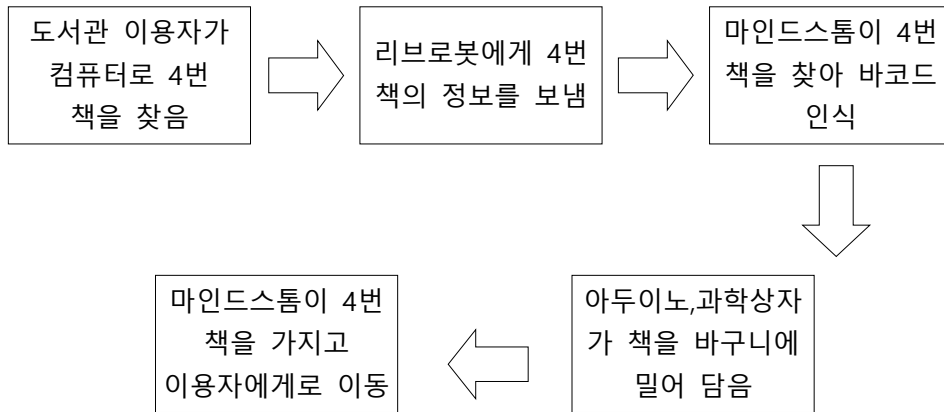 도서관 이용자가
컴퓨터로 4번
책을 찾음
리브로봇에게 4번
책의 정보를 보냄
마인드스톰이 4번
책을 찾아 바코드
인식
아두이노,과학상자
가 책을 바구니에
밀어 담음
마인드스톰이 4번
책을 가지고
이용자에게로 이동